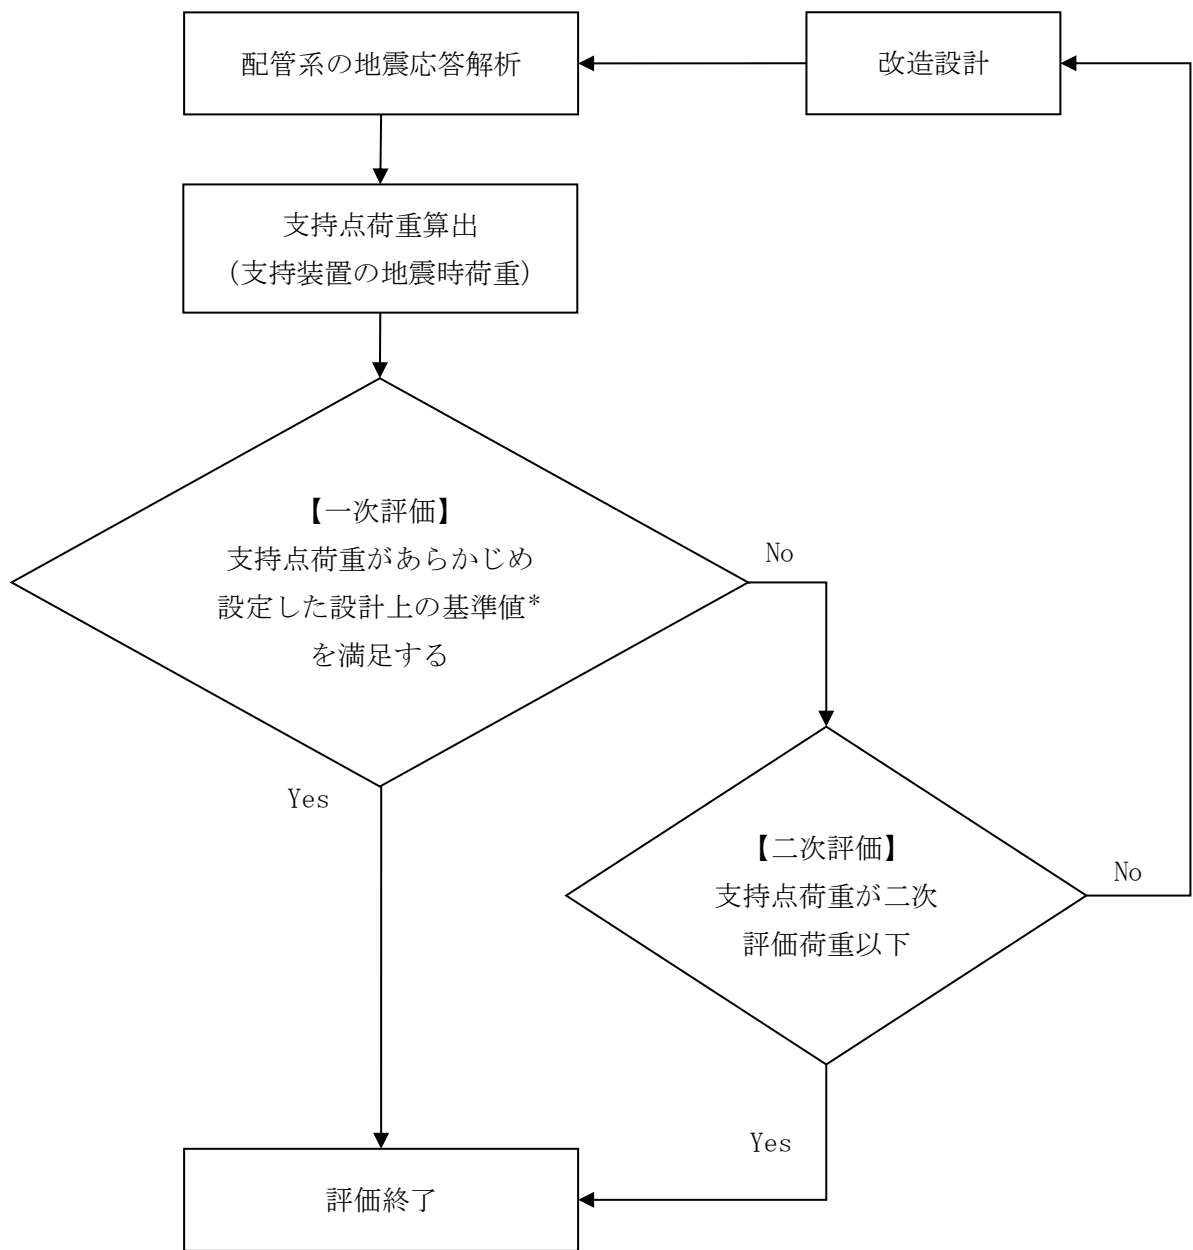 配管系の地震応答解析
改造設計
支持点荷重算出
（支持装置の地震時荷重）
【一次評価】
支持点荷重があらかじめ
設定した設計上の基準値*
を満足する
No
Yes
【二次評価】
支持点荷重が二次
評価荷重以下
No
Yes
評価終了